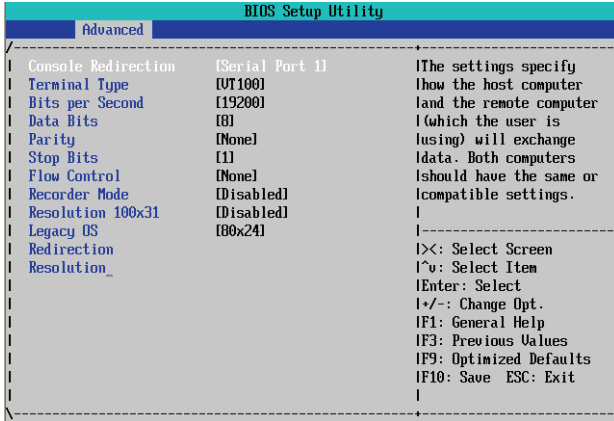 BIOS Setup Utility
Advanced
Console Redirection [Serial Port 1]
Terminal Type [VT100]
Bits per Second [19200]
Data Bits [8]
Parity [None]
Stop Bits [1]
Flow Control [None]
Recorder Mode [Disabled]
Resolution 100x31 [Disabled]
Legacy OS [80x24]
Redirection
Resolution_
The settings specify
how the host computer
and the remote computer
(which the user is
using) will exchange
data. Both computers
should have the same or
compatible settings.
><: Select Screen
^v: Select Item
Enter: Select
+/-: Change Opt.
F1: General Help
F3: Previous Values
F9: Optimized Defaults
F10: Save ESC: Exit